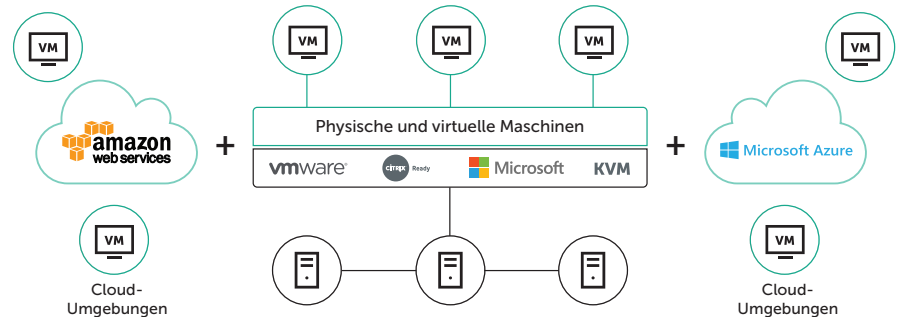 VM
VM
VM
VM
VM
amazon
web services
+
Physische und virtuelle Maschinen
+
Microsoft Azure
vmware®
citrix Ready
Microsoft
KVM
VM
Cloud-
Umgebungen
VM
Cloud-
Umgebungen